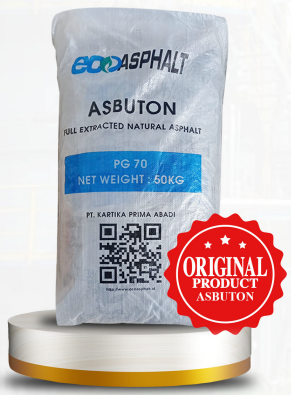 ECOASPHALT
ASBUTON
FULL EXTRACTED NATURAL ASPHALT
PG 70
NET WEIGHT : 50KG
PT. KARTIKA PRIMA ABADI
ORIGINAL
PRODUCT
ASBUTON